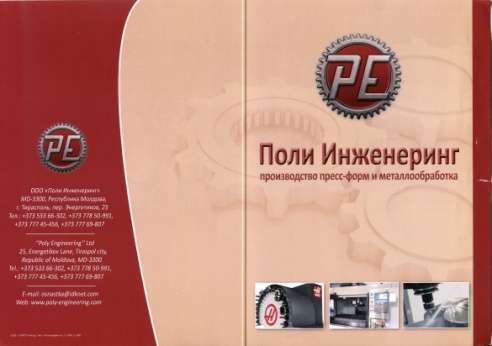 PE
ООО «Поли Инженеринг»
MD-3300, Республика Молдова,
г. Тирасполь, пер. Энергетиков, 25
Тел.: +373 533 66-302, +373 778 50-991,
+373 777 45-456, +373 777 69-807
"Poly Engineering" Ltd
25, Energetikov Lane, Tiraspol city,
Republic of Moldova, MD-3300
Tel.: +373 533 66-302, +373 778 50-991,
+373 777 45-456, +373 777 69-807
E-mail: osnastka@idknet.com
Web: www.poly-engineering.com
PE
Поли Инженеринг
производство пресс-форм и металлообработка